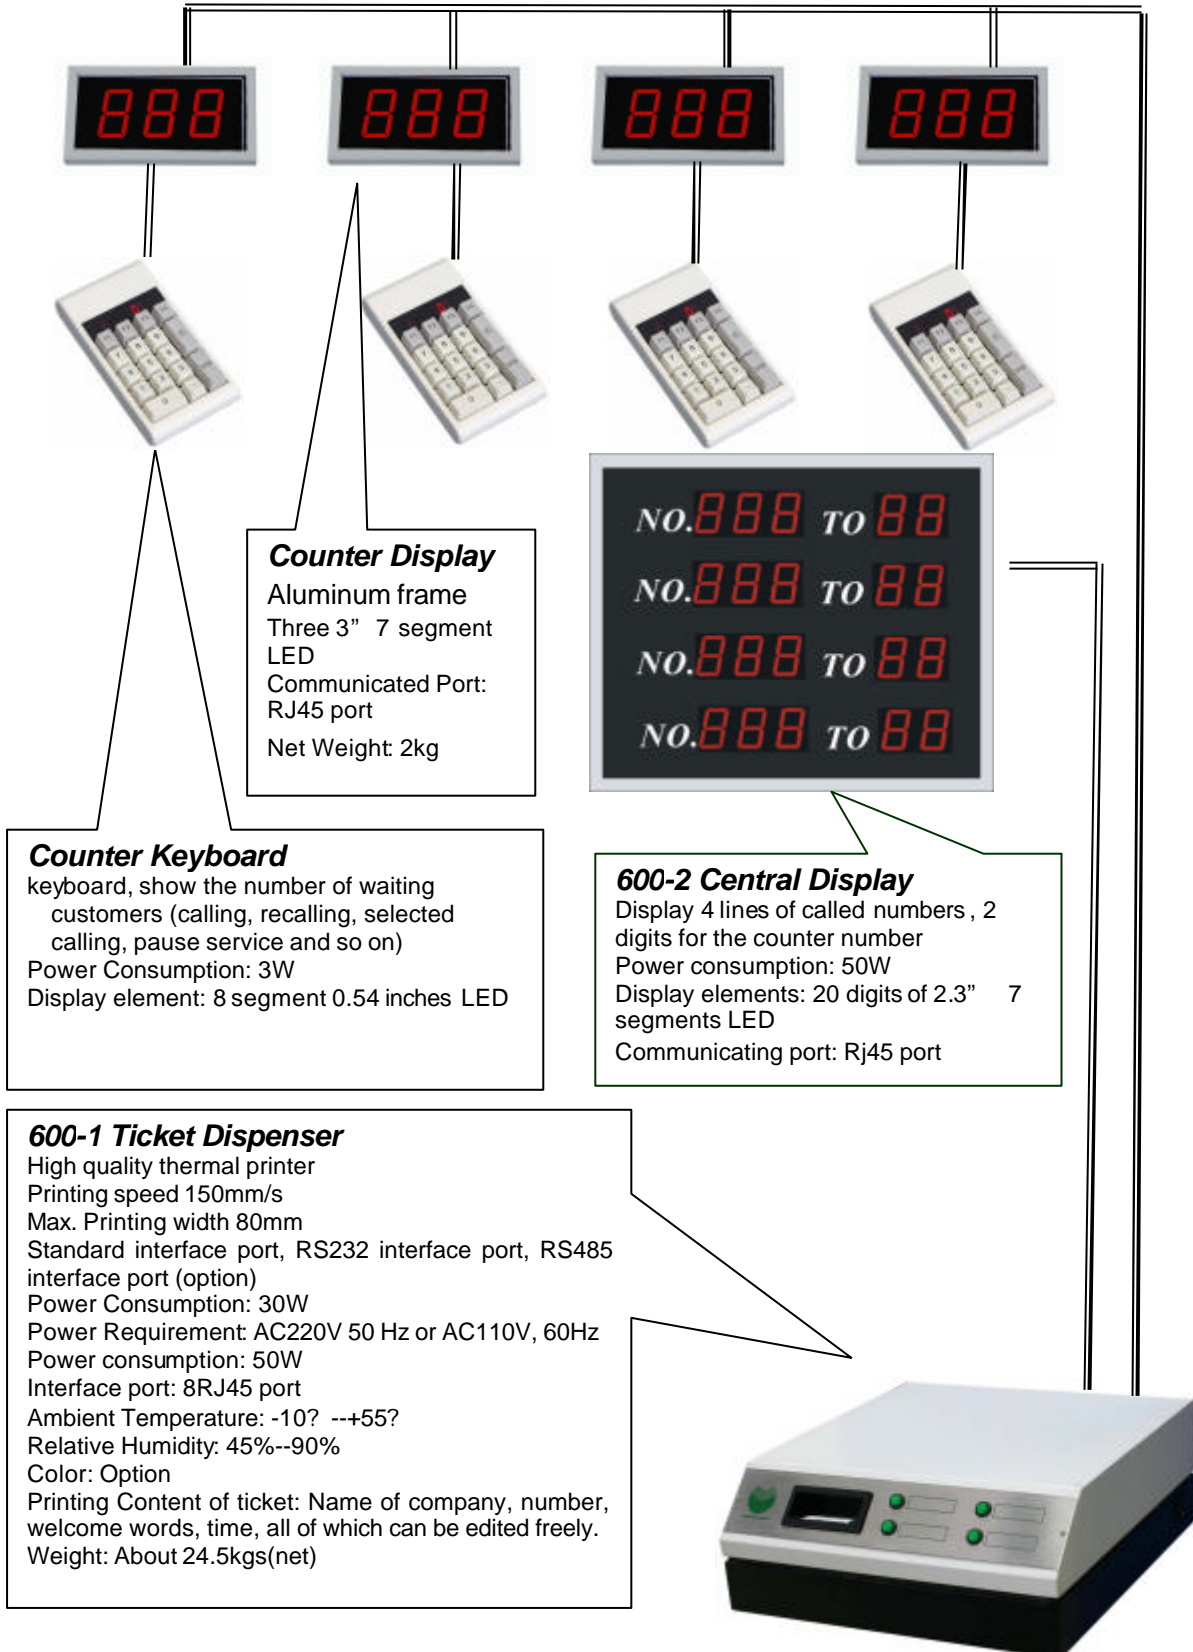 888 888 888 888
NO.888 TO 88
NO.888 TO 88
NO.888 TO 88
NO.888 TO 88
Counter Display
Aluminum frame
Three 3” 7 segment
LED
Communicated Port:
RJ45 port
Net Weight: 2kg
Counter Keyboard
keyboard, show the number of waiting
customers (calling, recalling, selected
calling, pause service and so on)
Power Consumption: 3W
Display element: 8 segment 0.54 inches LED
600-2 Central Display
Display 4 lines of called numbers , 2
digits for the counter number
Power consumption: 50W
Display elements: 20 digits of 2.3” 7
segments LED
Communicating port: Rj45 port
600-1 Ticket Dispenser
High quality thermal printer
Printing speed 150mm/s
Max. Printing width 80mm
Standard interface port, RS232 interface port, RS485
interface port (option)
Power Consumption: 30W
Power Requirement: AC220V 50 Hz or AC110V, 60Hz
Power consumption: 50W
Interface port: 8RJ45 port
Ambient Temperature: -10? --+55?
Relative Humidity: 45%--90%
Color: Option
Printing Content of ticket: Name of company, number,
welcome words, time, all of which can be edited freely.
Weight: About 24.5kgs(net)